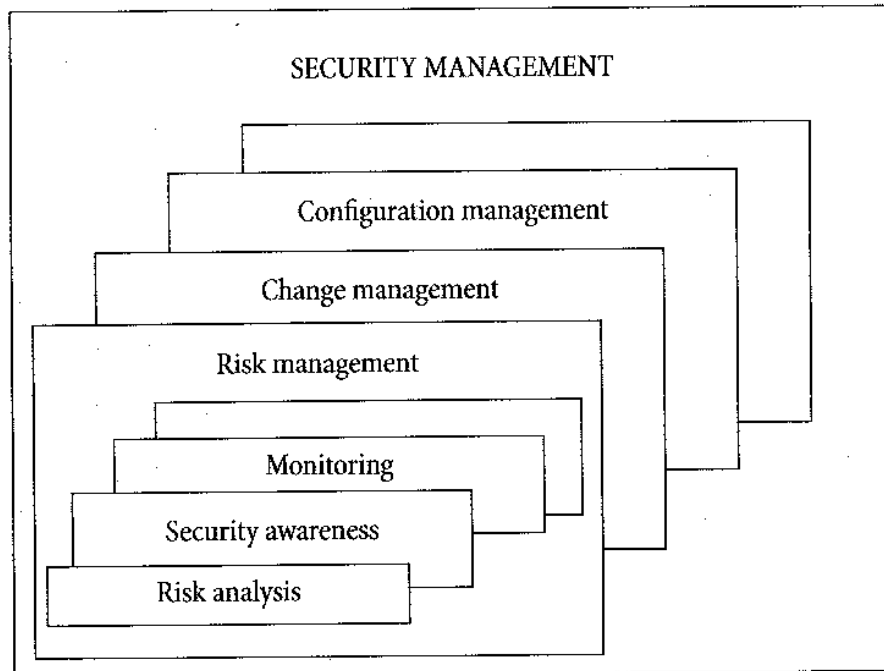 SECURITY MANAGEMENT
Configuration management
Change management
Risk management
Monitoring
Security awareness
Risk analysis